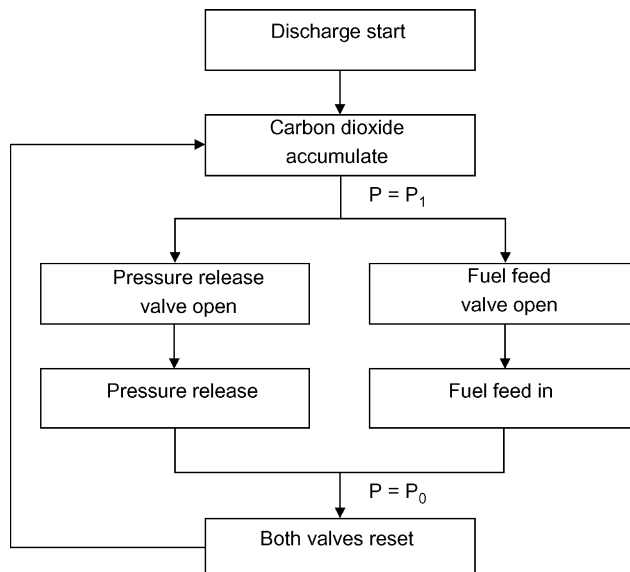 Discharge start
Carbon dioxide
accumulate
P = P₁
Pressure release
valve open
Fuel feed
valve open
Pressure release
Fuel feed in
P = P₀
Both valves reset